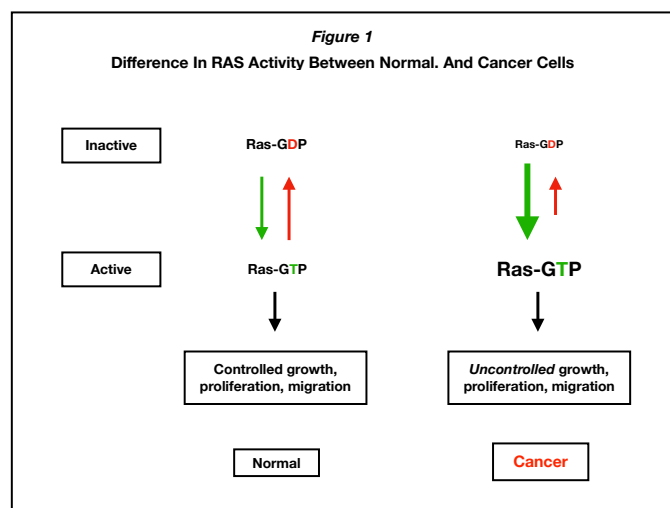 Figure 1
Difference In RAS Activity Between Normal. And Cancer Cells
Inactive
Ras-GDP
Ras-GDP
Active
Ras-GTP
Ras-GTP
Controlled growth,
proliferation, migration
Uncontrolled growth,
proliferation, migration
Normal
Cancer